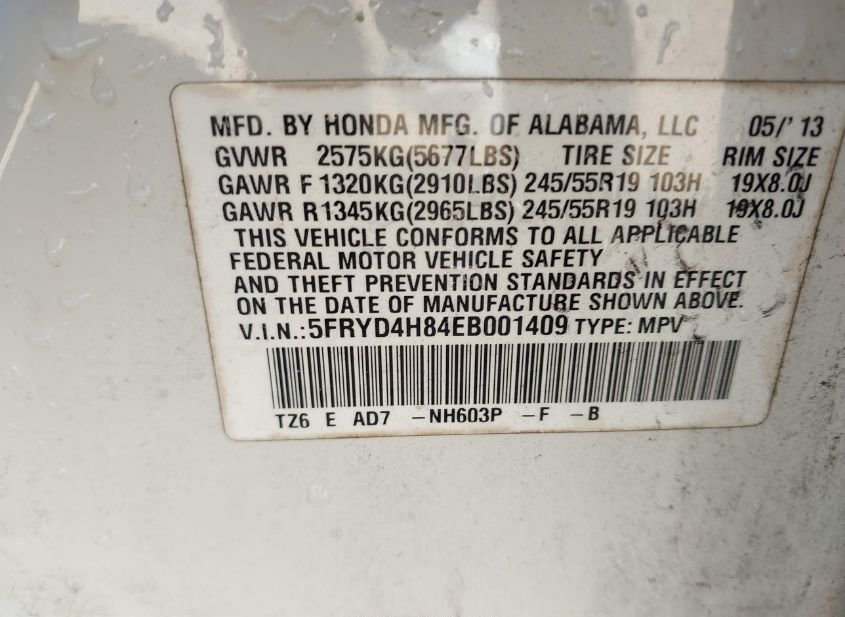 MFD. BY HONDA MFG. OF ALABAMA, LLC 05/'13
GVWR 2575KG(5677LBS) TIRE SIZE RIM SIZE
GAWR F 1320KG(2910LBS) 245/55R19 103H 19X8.0J
GAWR R 1345KG(2965LBS) 245/55R19 103H 19X8.0J
THIS VEHICLE CONFORMS TO ALL APPLICABLE
FEDERAL MOTOR VEHICLE SAFETY
AND THEFT PREVENTION STANDARDS IN EFFECT
ON THE DATE OF MANUFACTURE SHOWN ABOVE.
V.I.N.:5FRYD4H84EB001409 TYPE: MPV
TZ6 E AD7 -NH603P -F -B